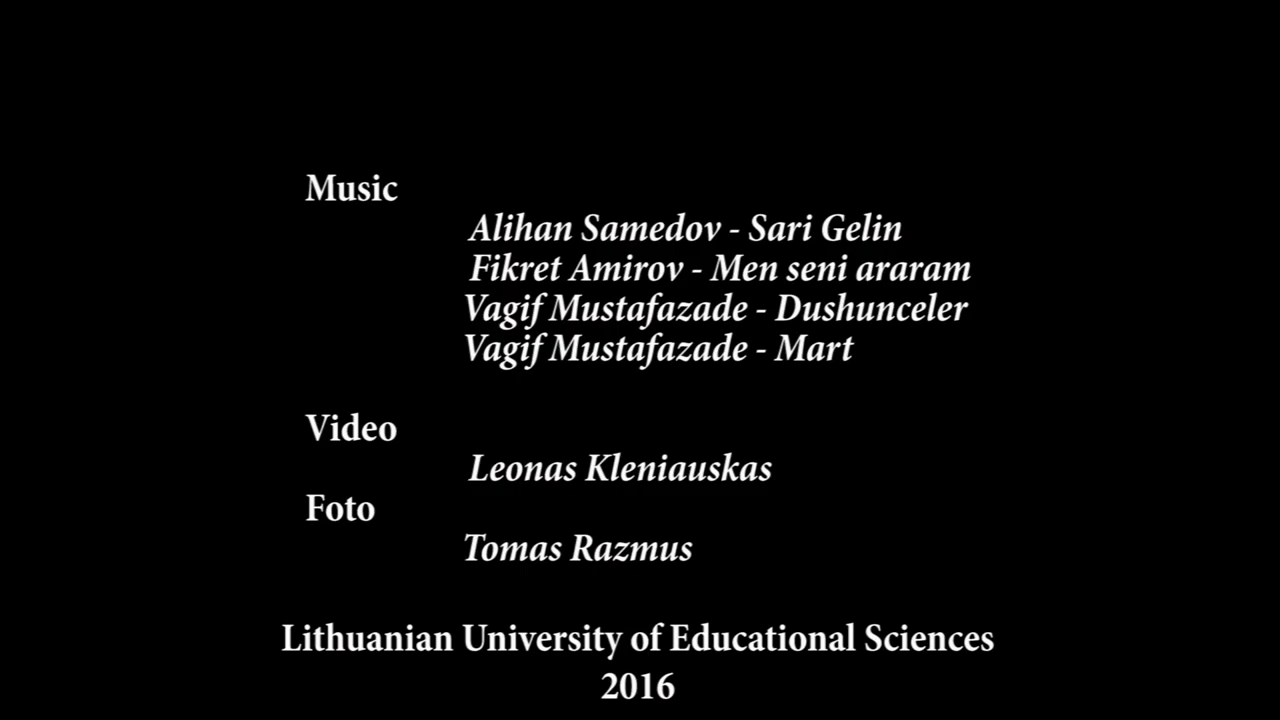 Music
Alihan Samedov - Sari Gelin
Fikret Amirov - Men seni araram
Vagif Mustafazade - Dushunceler
Vagif Mustafazade - Mart
Video
Leonas Kleniauskas
Foto
Tomas Razmus
Lithuanian University of Educational Sciences
2016